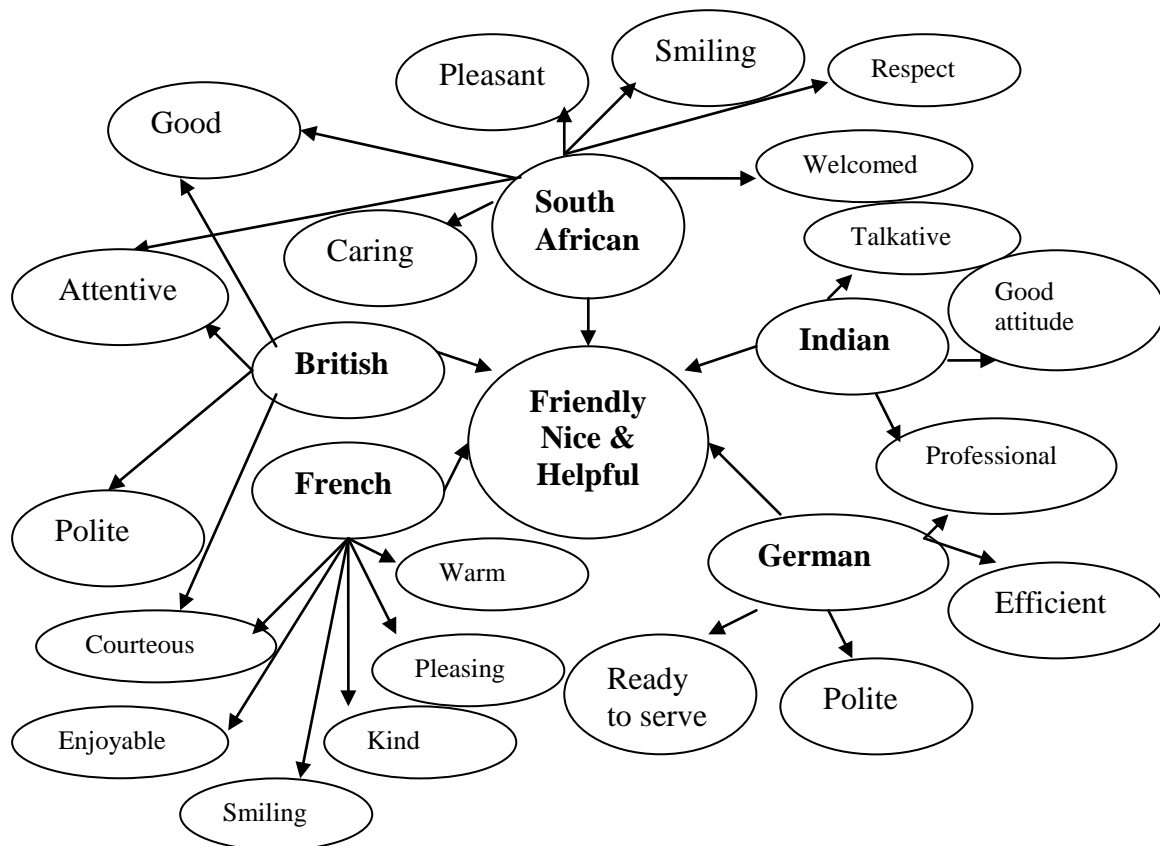 Smiling
Respect
Pleasant
Good
Welcomed
South
African
Talkative
Caring
Attentive
Good
attitude
Indian
British
Friendly
Nice &
Helpful
Professional
French
Polite
German
Warm
Efficient
Courteous
Pleasing
Ready
to serve
Polite
Enjoyable
Kind
Smiling